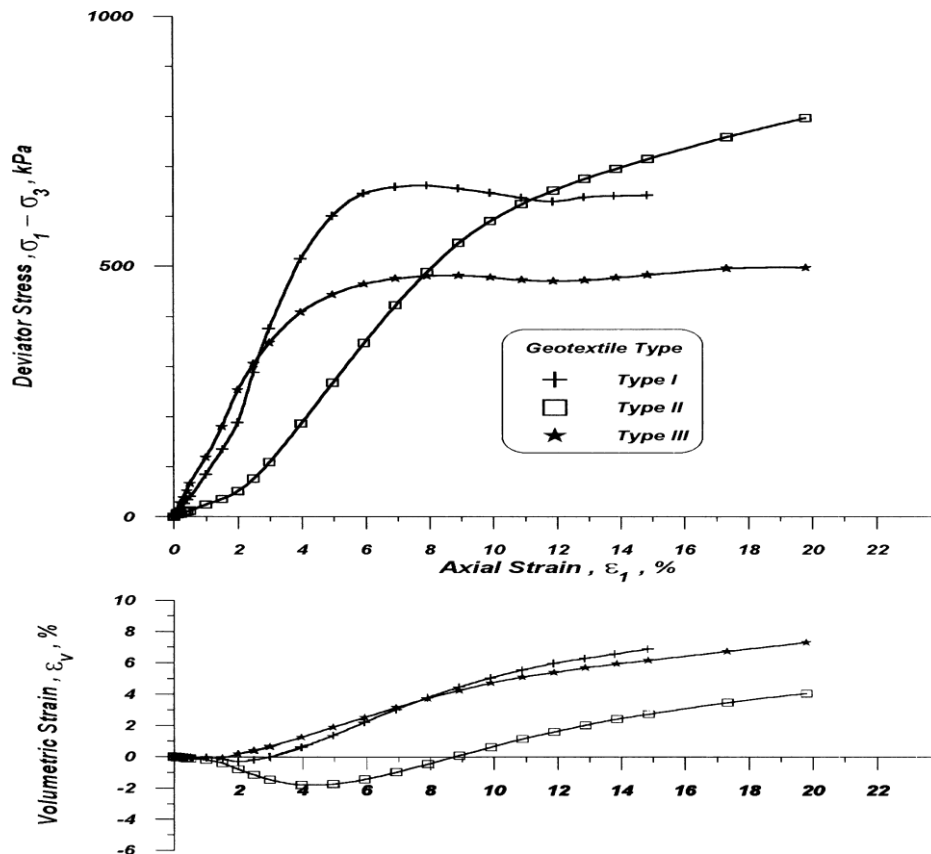 1000
500
0
Deviator Stress , σ1 – σ3 , kPa
Geotextile Type
Type I
Type II
Type III
0 2 4 6 8 10 12 14 16 18 20 22
Axial Strain , ε1 , %
10
8
6
4
2
0
-2
-4
-6
Volumetric Strain , εv , %
2 4 6 8 10 12 14 16 18 20 22